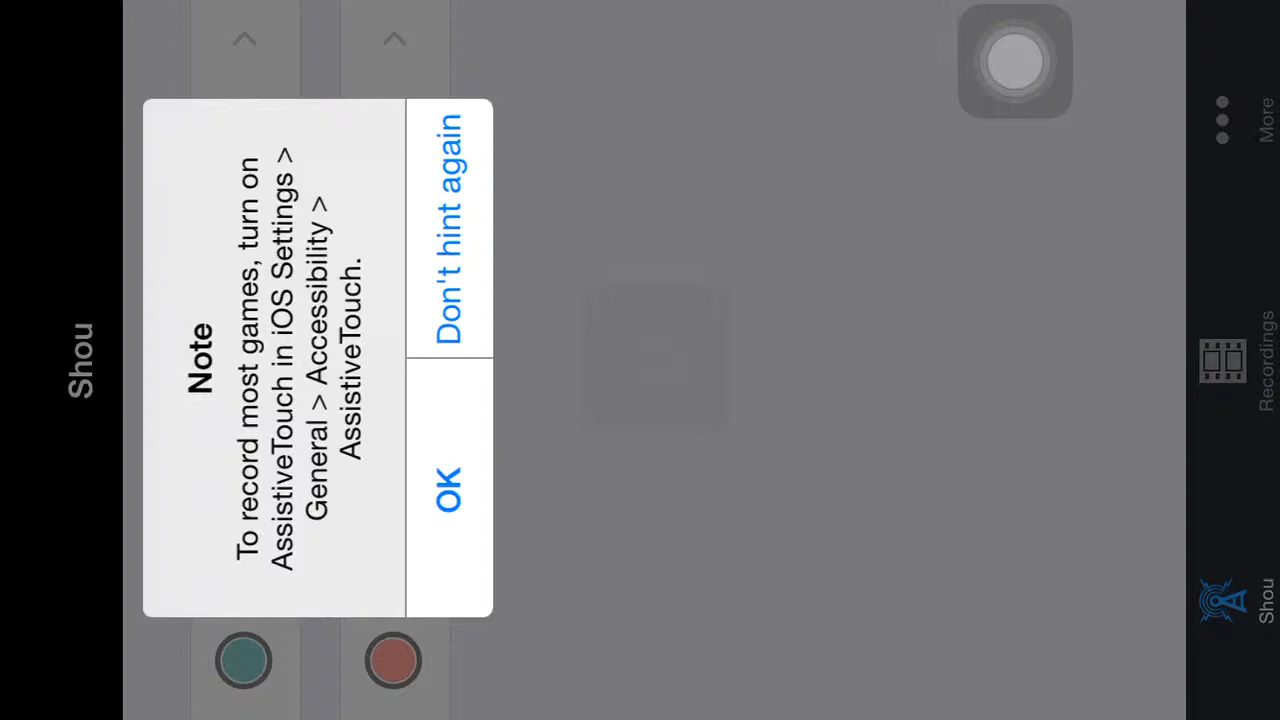 Shou
Note
To record most games, turn on
AssistiveTouch in iOS Settings >
General > Accessibility >
AssistiveTouch.
OK
Don't hint again
Shou
Recordings
More